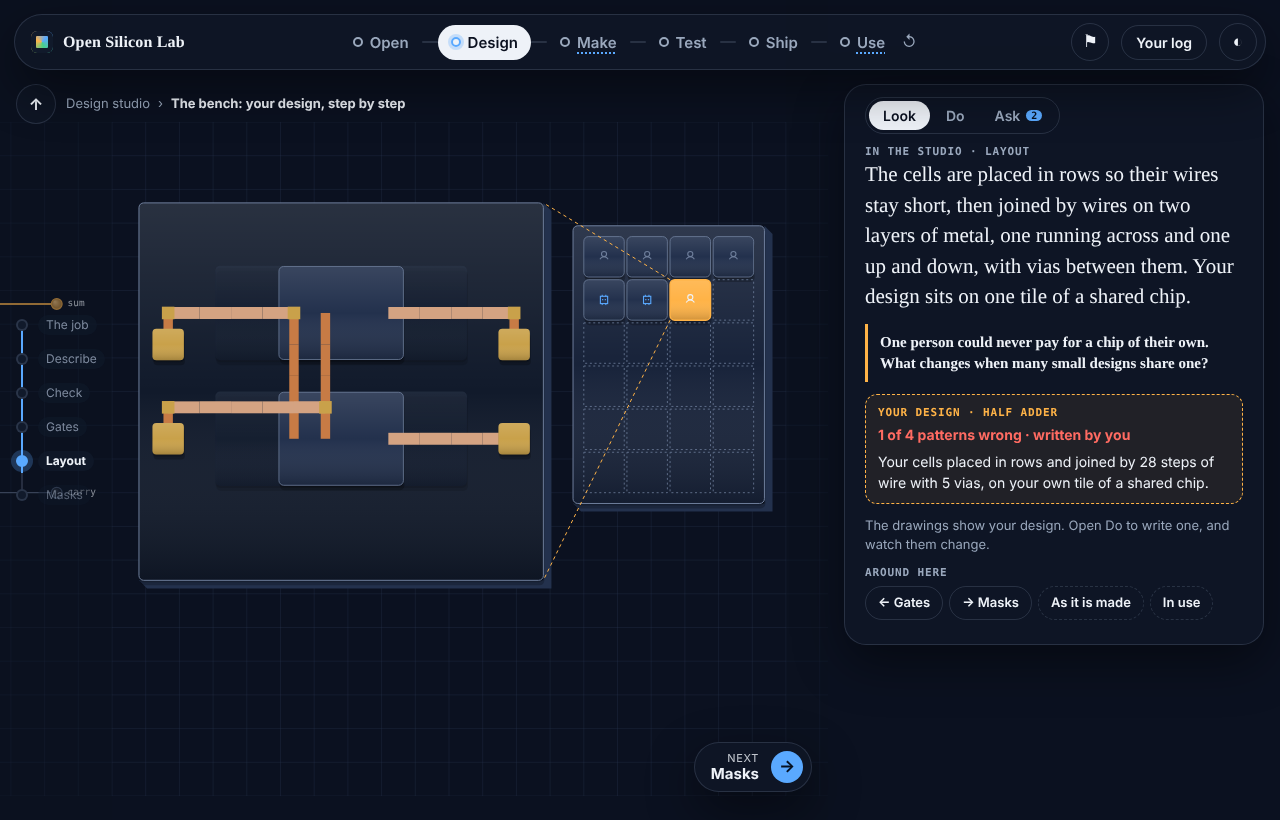 Open Silicon Lab
Open
Design
Make
Test
Ship
Use
Your log
Design studio › The bench: your design, step by step
sum
The job
Describe
Check
Gates
Layout
Masks
carry
NEXT
Masks
Look
Do
Ask 2
IN THE STUDIO · LAYOUT
The cells are placed in rows so their wires
stay short, then joined by wires on two
layers of metal, one running across and one
up and down, with vias between them. Your
design sits on one tile of a shared chip.
One person could never pay for a chip of their own.
What changes when many small designs share one?
YOUR DESIGN · HALF ADDER
1 of 4 patterns wrong · written by you
Your cells placed in rows and joined by 28 steps of
wire with 5 vias, on your own tile of a shared chip.
The drawings show your design. Open Do to write one, and
watch them change.
AROUND HERE
← Gates
→ Masks
As it is made
In use